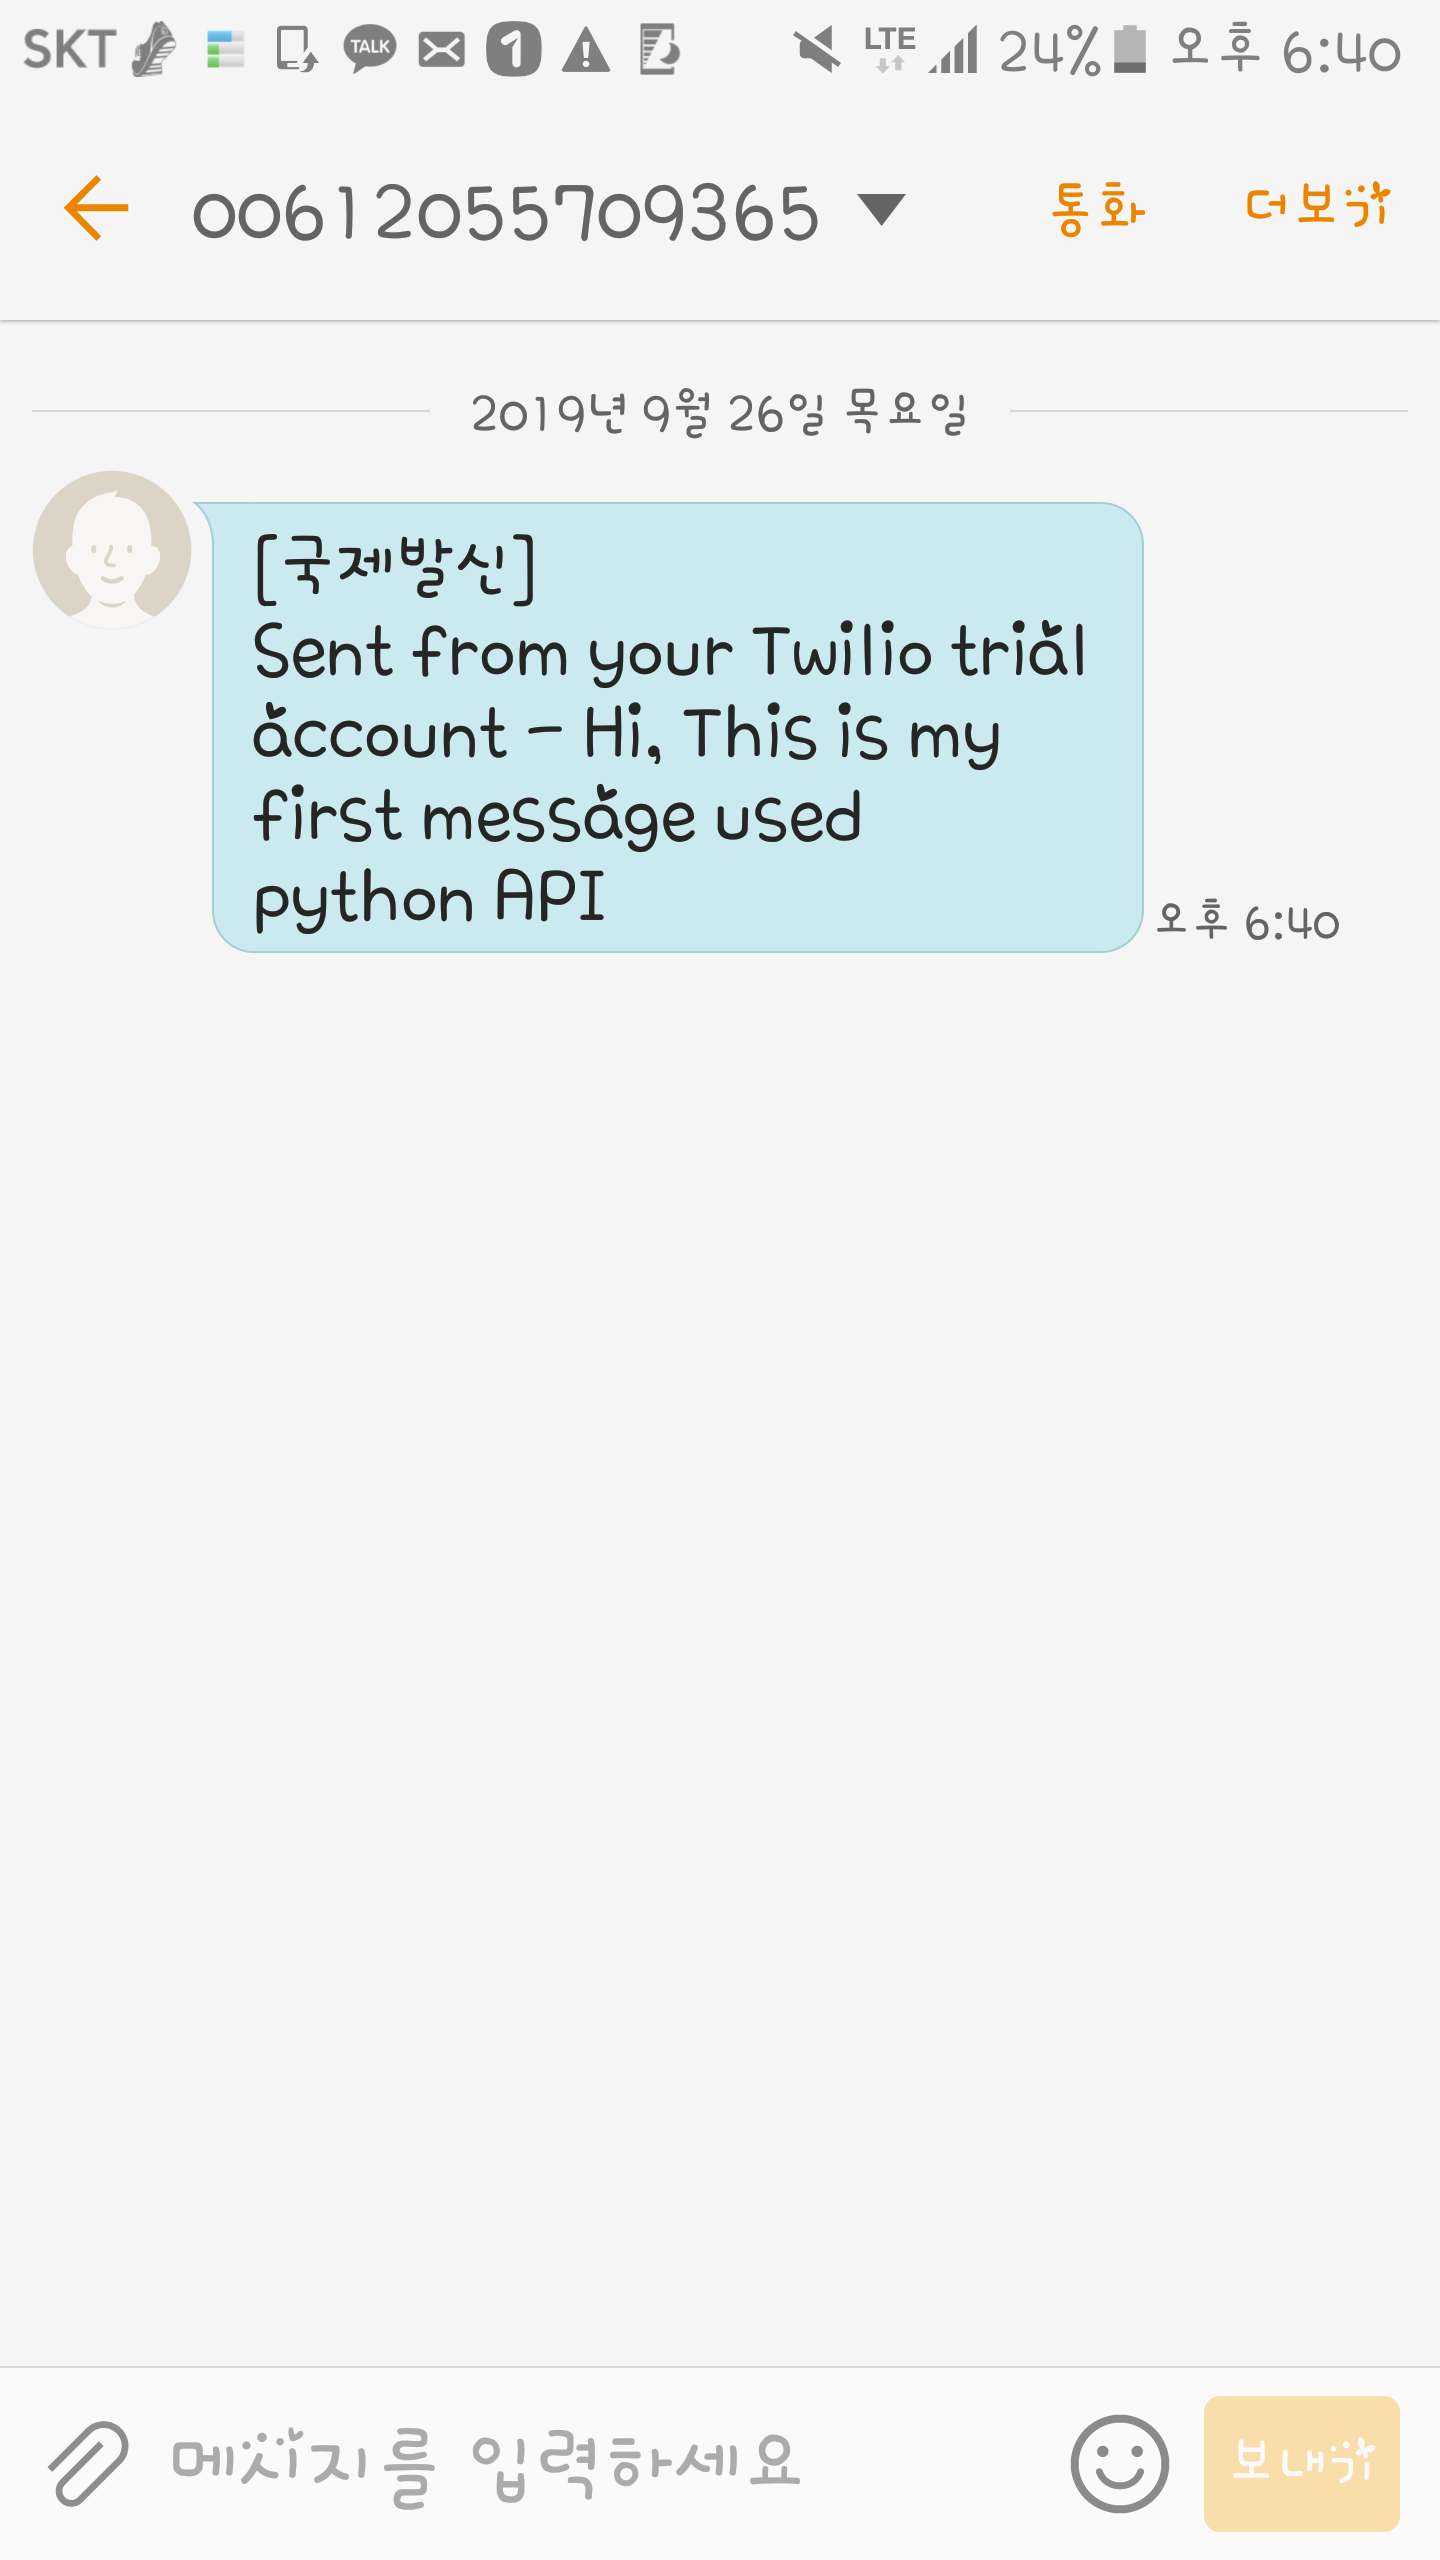 SKT TALK 1 LTE 24% 오후 6:40
00612055709365 통화 더보기
2019년 9월 26일 목요일
[국제발신]
Sent from your Twilio trial
account - Hi, This is my
first message used
python API
오후 6:40
메시지를 입력하세요 보내기